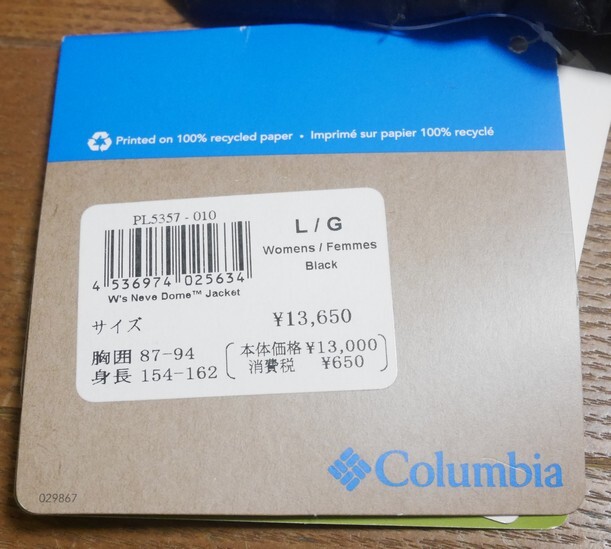 Printed on 100% recycled paper • Imprimé sur papier 100% recyclé
PL5357-010
4 536974 025634
W's Neve Dome™ Jacket
L / G
Womens / Femmes
Black
サイズ
¥13,650
胸囲 87-94
身長 154-162
本体価格 ¥13,000
消費税 ¥650
Columbia
029867